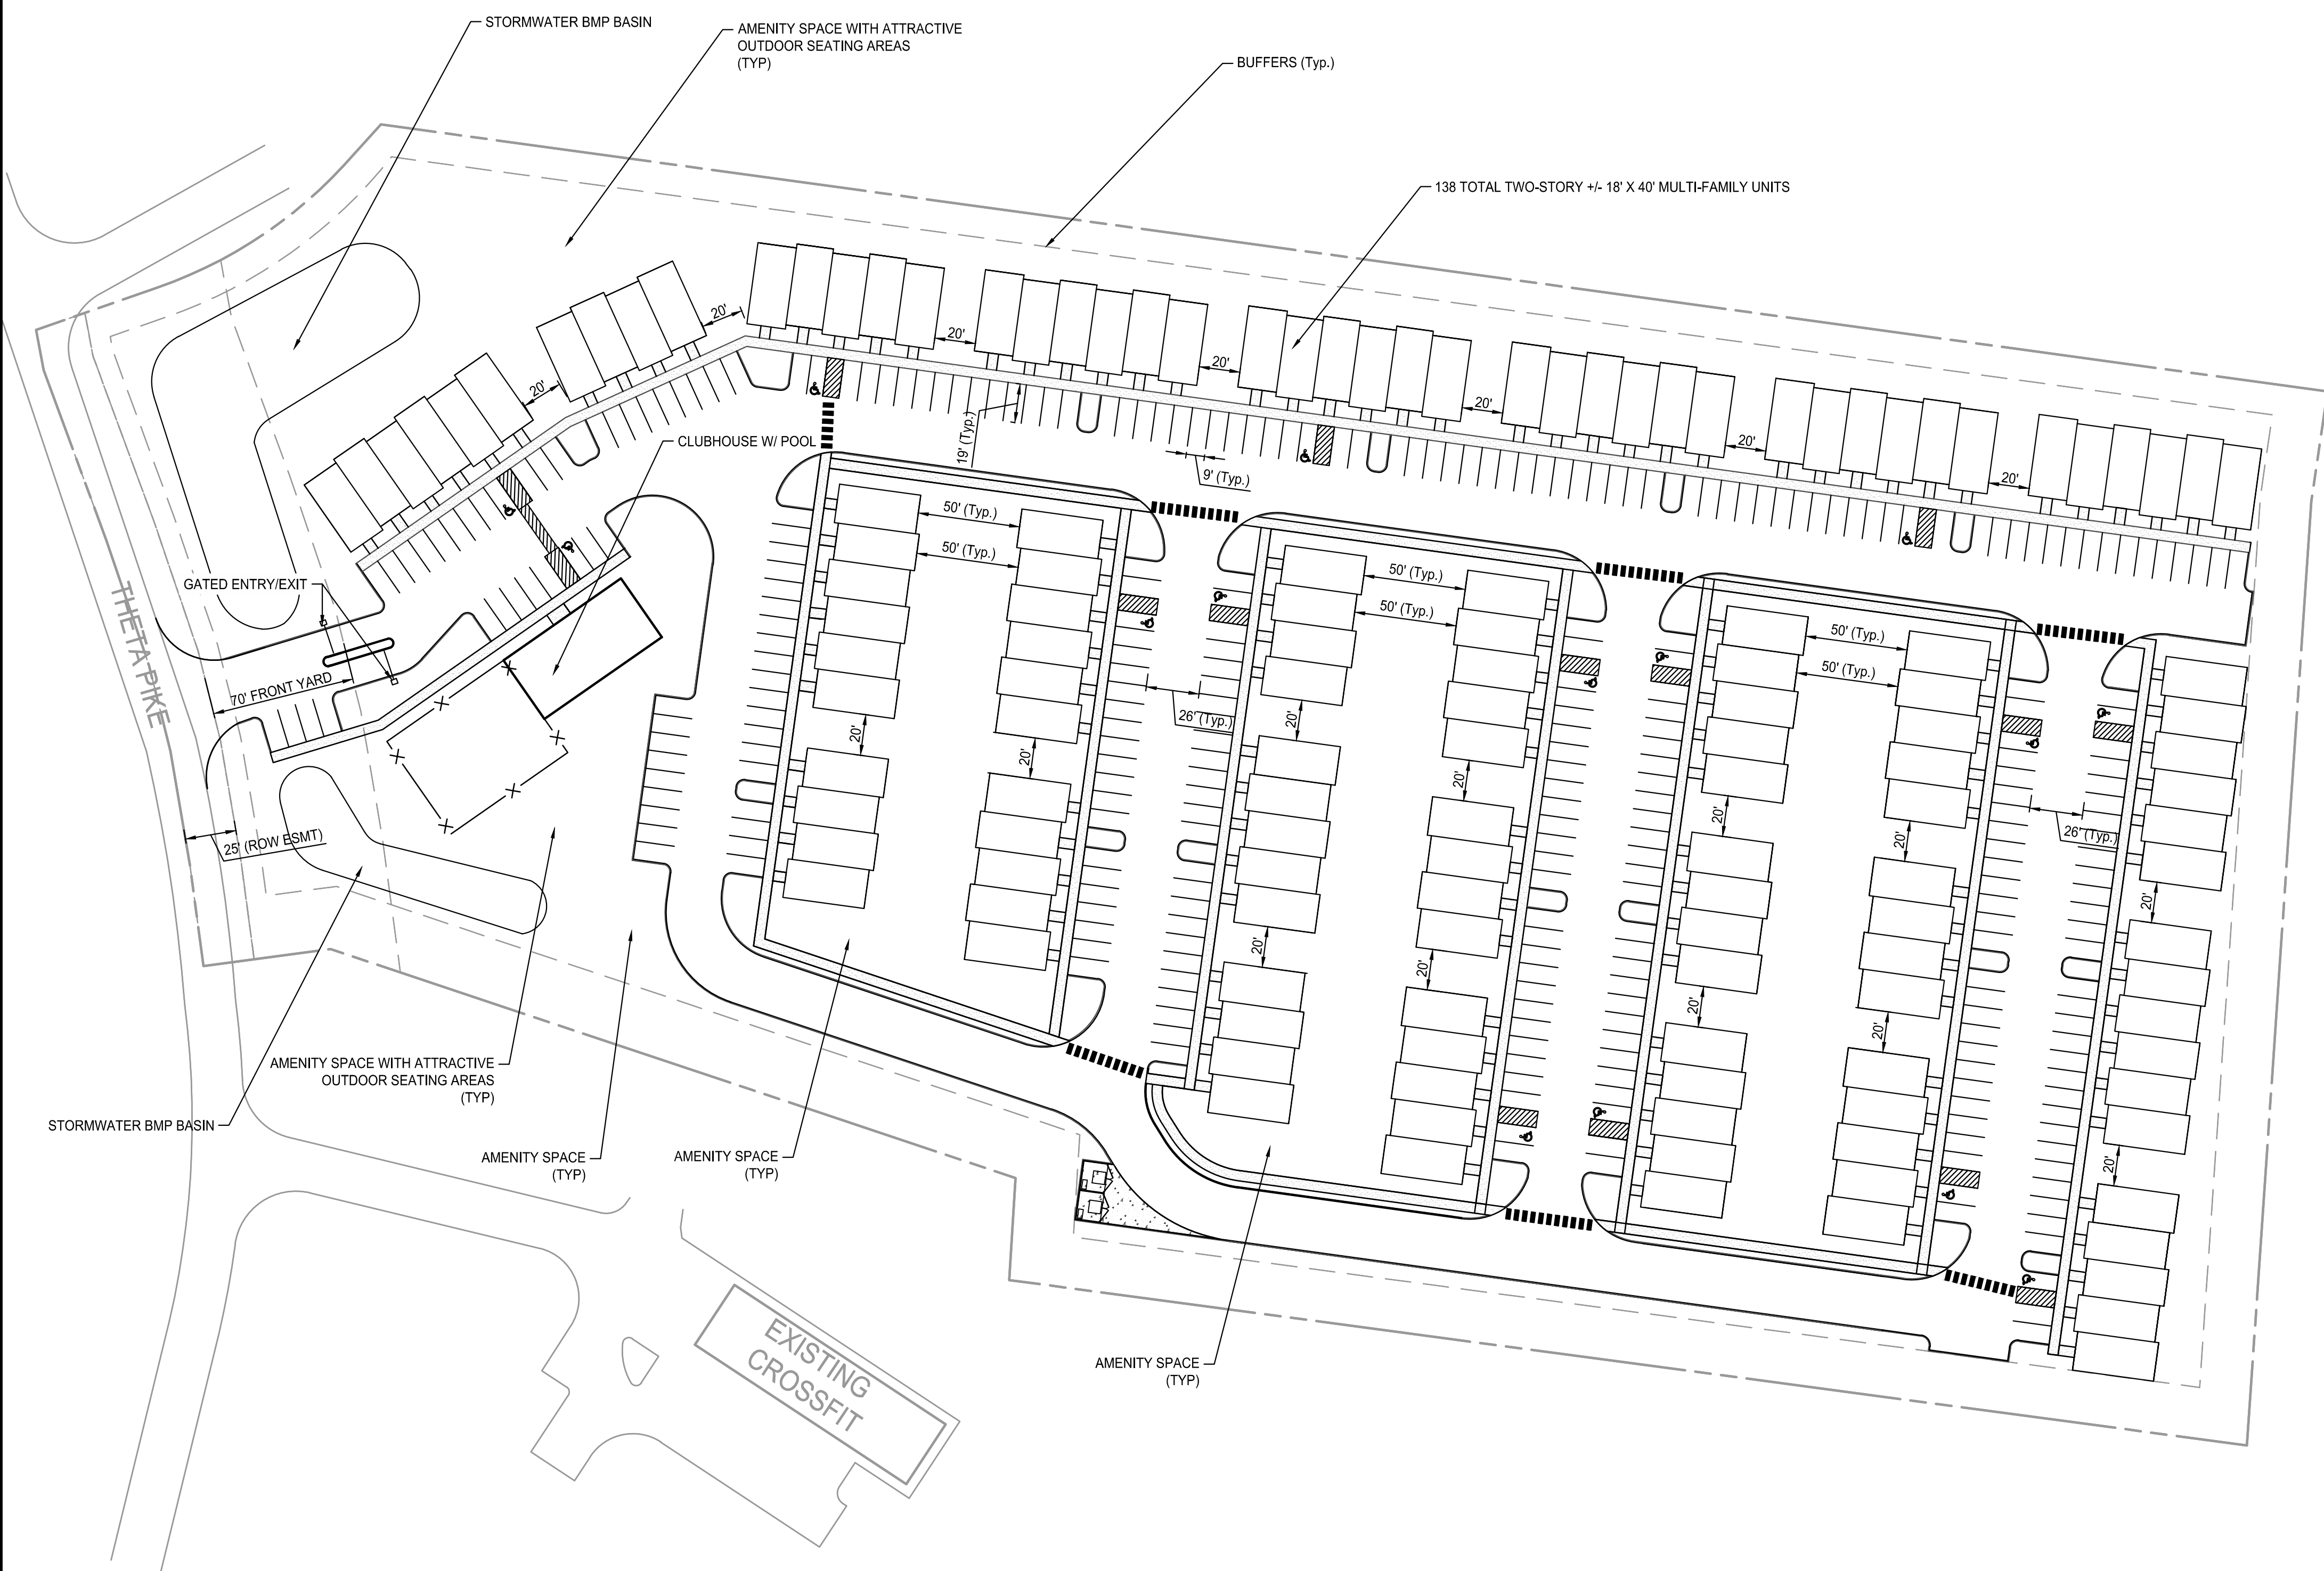 STORMWATER BMP BASIN
AMENITY SPACE WITH ATTRACTIVE
OUTDOOR SEATING AREAS
(TYP)
BUFFERS (Typ.)
138 TOTAL TWO-STORY +/- 18' X 40' MULTI-FAMILY UNITS
20'
20'
20'
20'
20'
20'
20'
19' (Typ.)
9' (Typ.)
CLUBHOUSE W/ POOL
GATED ENTRY/EXIT
THETA PIKE
70' FRONT YARD
25' (ROW ESMT)
50' (Typ.)
50' (Typ.)
50' (Typ.)
50' (Typ.)
50' (Typ.)
50' (Typ.)
26' (Typ.)
26' (Typ.)
20'
20'
20'
20'
20'
20'
20'
20'
20'
20'
20'
20'
AMENITY SPACE WITH ATTRACTIVE
OUTDOOR SEATING AREAS
(TYP)
STORMWATER BMP BASIN
AMENITY SPACE
(TYP)
AMENITY SPACE
(TYP)
AMENITY SPACE
(TYP)
EXISTING
CROSSFIT